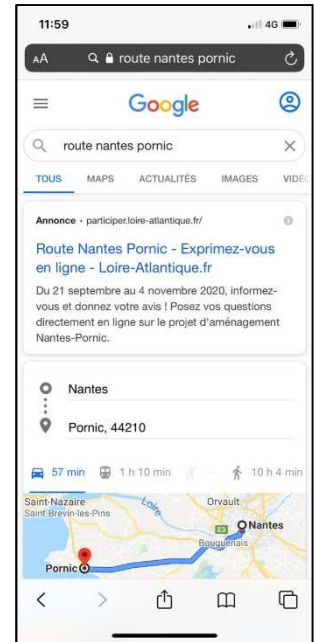 11:59
4G
AA
route nantes pornic
Google
route nantes pornic
TOUS MAPS ACTUALITÉS IMAGES VIDÉO
Annonce · participer.loire-atlantique.fr/
Route Nantes Pornic - Exprimez-vous
en ligne - Loire-Atlantique.fr
Du 21 septembre au 4 novembre 2020, informez-
vous et donnez votre avis ! Posez vos questions
directement en ligne sur le projet d'aménagement
Nantes-Pornic.
Nantes
Pornic, 44210
57 min 1 h 10 min — 10 h 4 min
Saint-Nazaire
Saint-Brevin-les-Pins
Loire
Orvault
Nantes
Bouguenais
Pornic